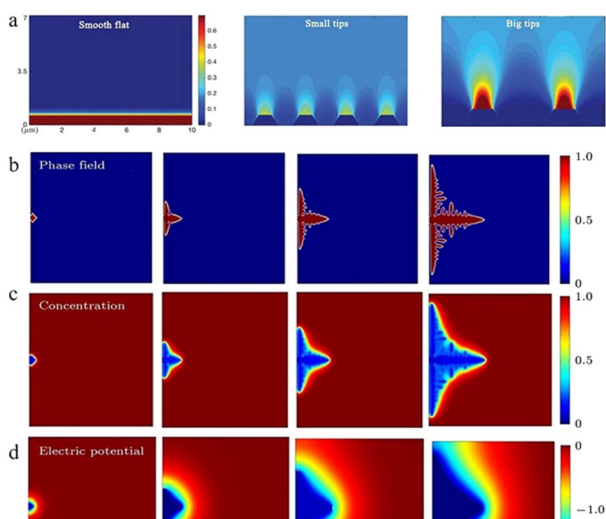 a
7
3.5
0
(μm)
2
4
6
8
10
Smooth flat
0.6
0.5
0.4
0.3
0.2
0.1
0
Small tips
Big tips
b
Phase field
1.0
0.5
0
c
Concentration
1.0
0.5
0
d
Electric potential
0
−1.0